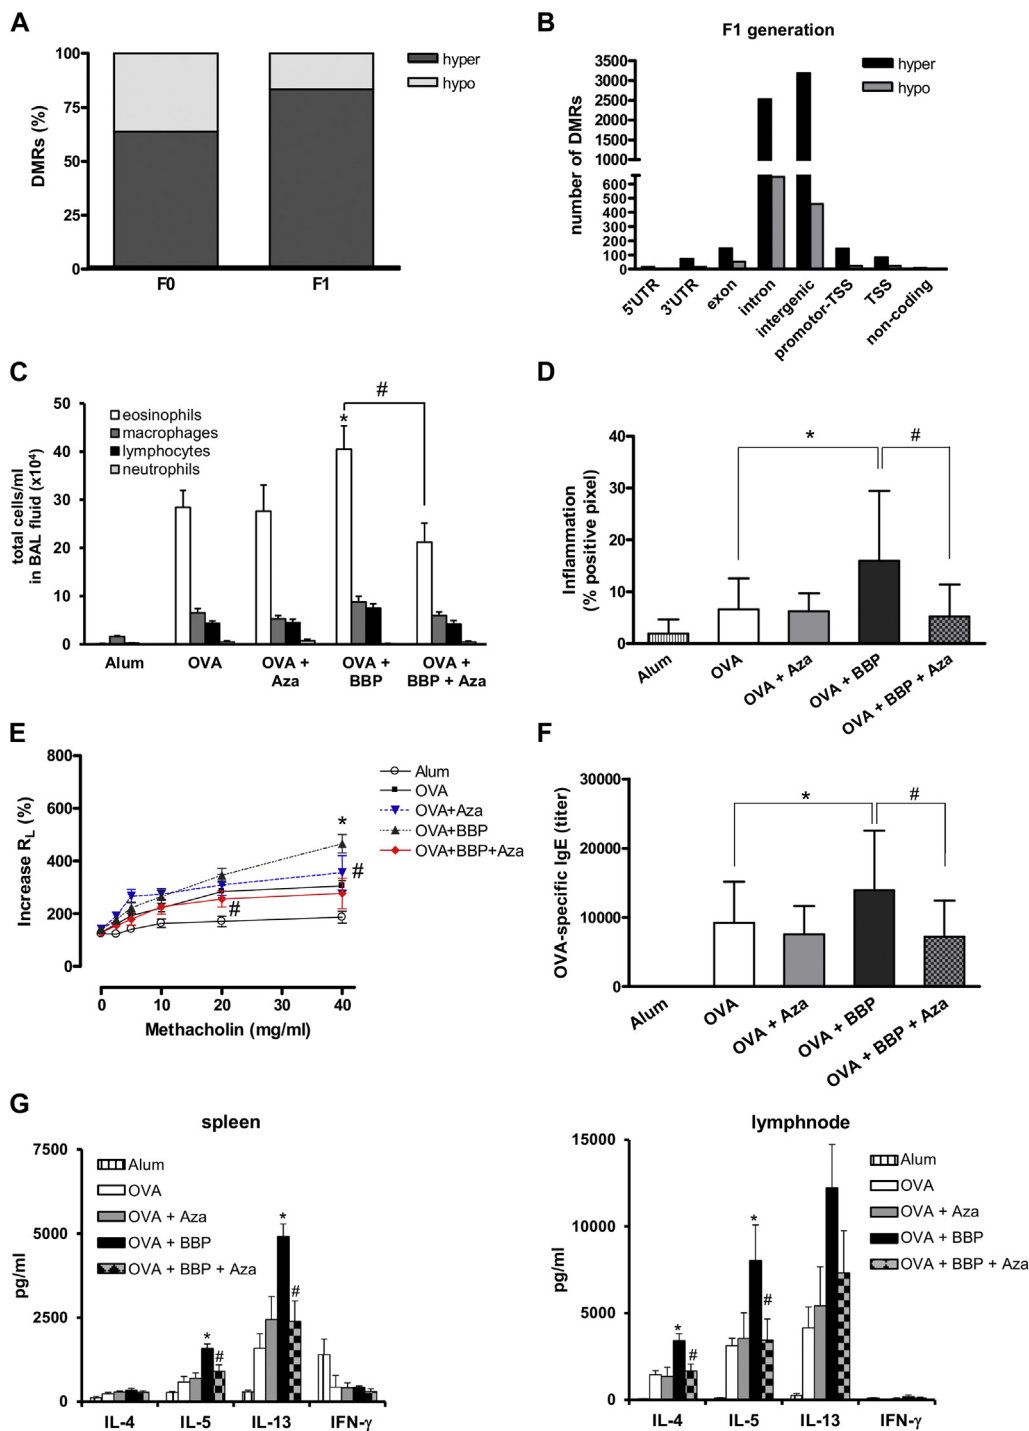 A
100
75
50
25
0
DMRs (%)
F0
F1
hyper
hypo
B
F1 generation
3500
3000
2500
2000
1500
1000
600
500
400
300
200
100
0
number of DMRs
hyper
hypo
5'UTR
3'UTR
exon
intron
intergenic
promotor-TSS
TSS
non-coding
C
50
40
30
20
10
0
total cells/ml
in BAL fluid (x10⁴)
eosinophils
macrophages
lymphocytes
neutrophils
*
#
Alum
OVA
OVA +
Aza
OVA +
BBP
OVA +
BBP + Aza
D
40
30
20
10
0
Inflammation
(% positive pixel)
*
#
Alum
OVA
OVA + Aza
OVA + BBP
OVA + BBP + Aza
E
800
600
400
200
0
Increase R_L (%)
*
#
#
0
10
20
30
40
Methacholin (mg/ml)
Alum
OVA
OVA+Aza
OVA+BBP
OVA+BBP+Aza
F
30000
20000
10000
0
OVA-specific IgE (titer)
*
#
Alum
OVA
OVA + Aza
OVA + BBP
OVA + BBP + Aza
G
spleen
7500
5000
2500
0
pg/ml
Alum
OVA
OVA + Aza
OVA + BBP
OVA + BBP + Aza
*
#
*
#
IL-4
IL-5
IL-13
IFN-γ
lymphnode
15000
10000
5000
0
pg/ml
Alum
OVA
OVA + Aza
OVA + BBP
OVA + BBP + Aza
*
#
*
#
IL-4
IL-5
IL-13
IFN-γ